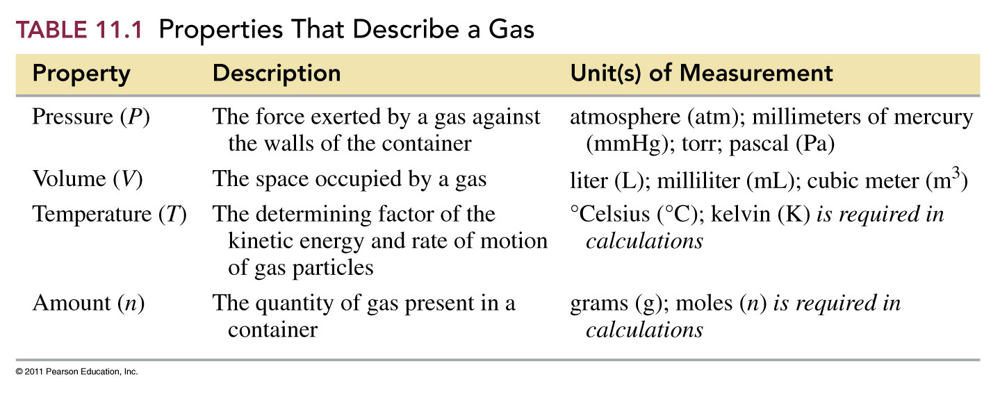 TABLE 11.1 Properties That Describe a Gas
Property Description Unit(s) of Measurement
Pressure (P) The force exerted by a gas against atmosphere (atm); millimeters of mercury
the walls of the container (mmHg); torr; pascal (Pa)
Volume (V) The space occupied by a gas liter (L); milliliter (mL); cubic meter (m³)
Temperature (T) The determining factor of the °Celsius (°C); kelvin (K) is required in
kinetic energy and rate of motion calculations
of gas particles
Amount (n) The quantity of gas present in a grams (g); moles (n) is required in
container calculations
© 2011 Pearson Education, Inc.